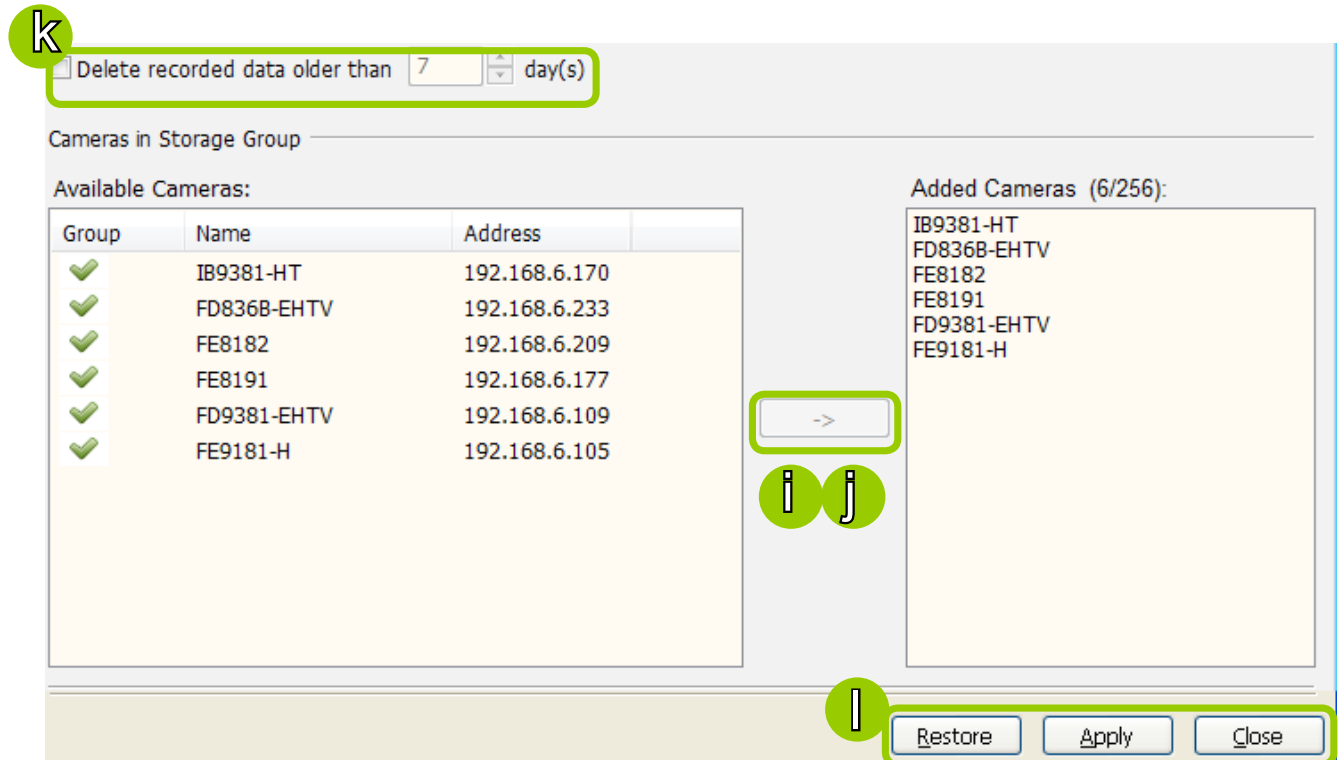 k
Delete recorded data older than 7 day(s)
Cameras in Storage Group
Available Cameras:
Group Name Address
IB9381-HT 192.168.6.170
FD836B-EHTV 192.168.6.233
FE8182 192.168.6.209
FE8191 192.168.6.177
FD9381-EHTV 192.168.6.109
FE9181-H 192.168.6.105
->
i j
Added Cameras (6/256):
IB9381-HT
FD836B-EHTV
FE8182
FE8191
FD9381-EHTV
FE9181-H
l
Restore Apply Close